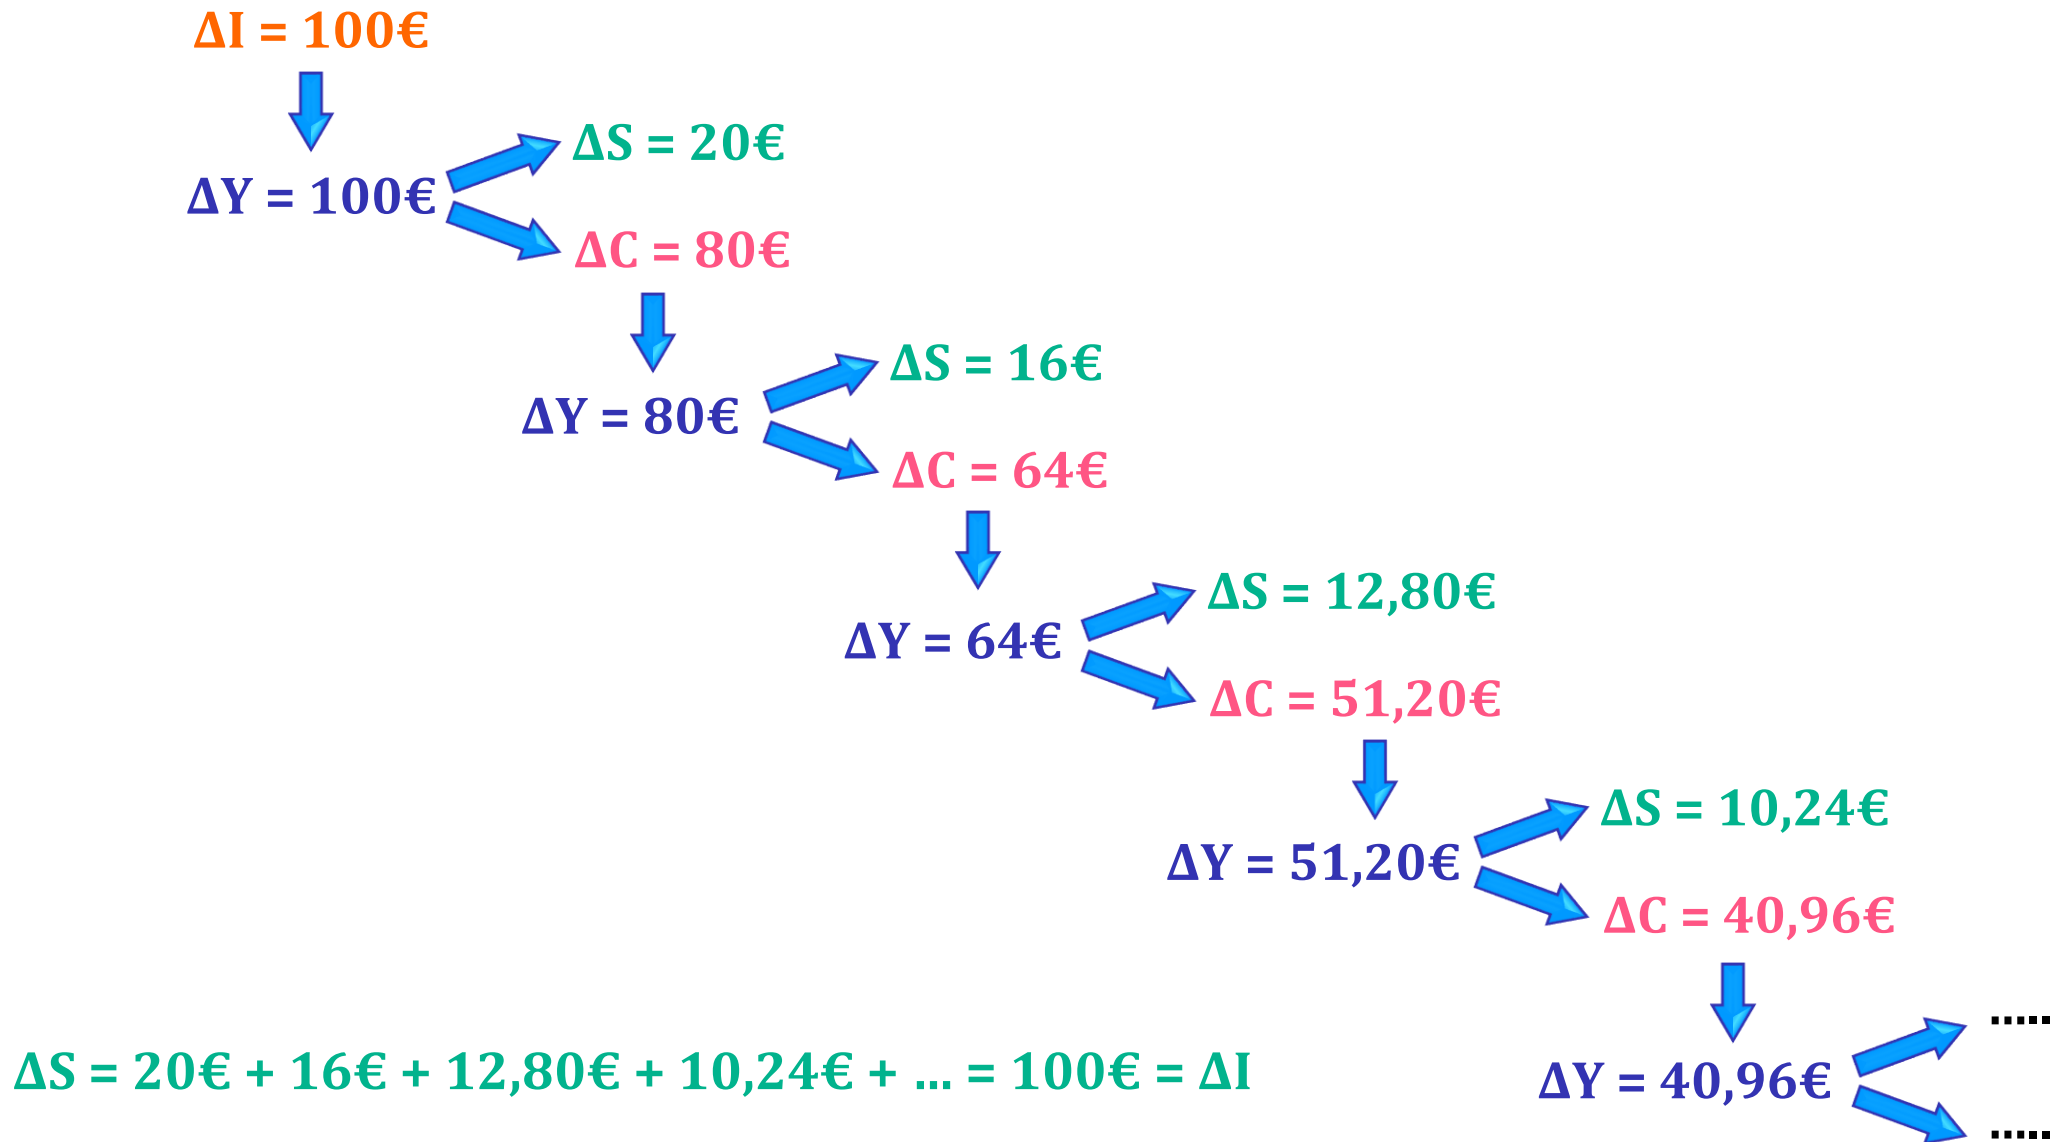 ΔI = 100€
ΔS = 20€
ΔY = 100€
ΔC = 80€
ΔS = 16€
ΔY = 80€
ΔC = 64€
ΔS = 12,80€
ΔY = 64€
ΔC = 51,20€
ΔS = 10,24€
ΔY = 51,20€
ΔC = 40,96€
.....
ΔS = 20€ + 16€ + 12,80€ + 10,24€ + ... = 100€ = ΔI
ΔY = 40,96€
.....